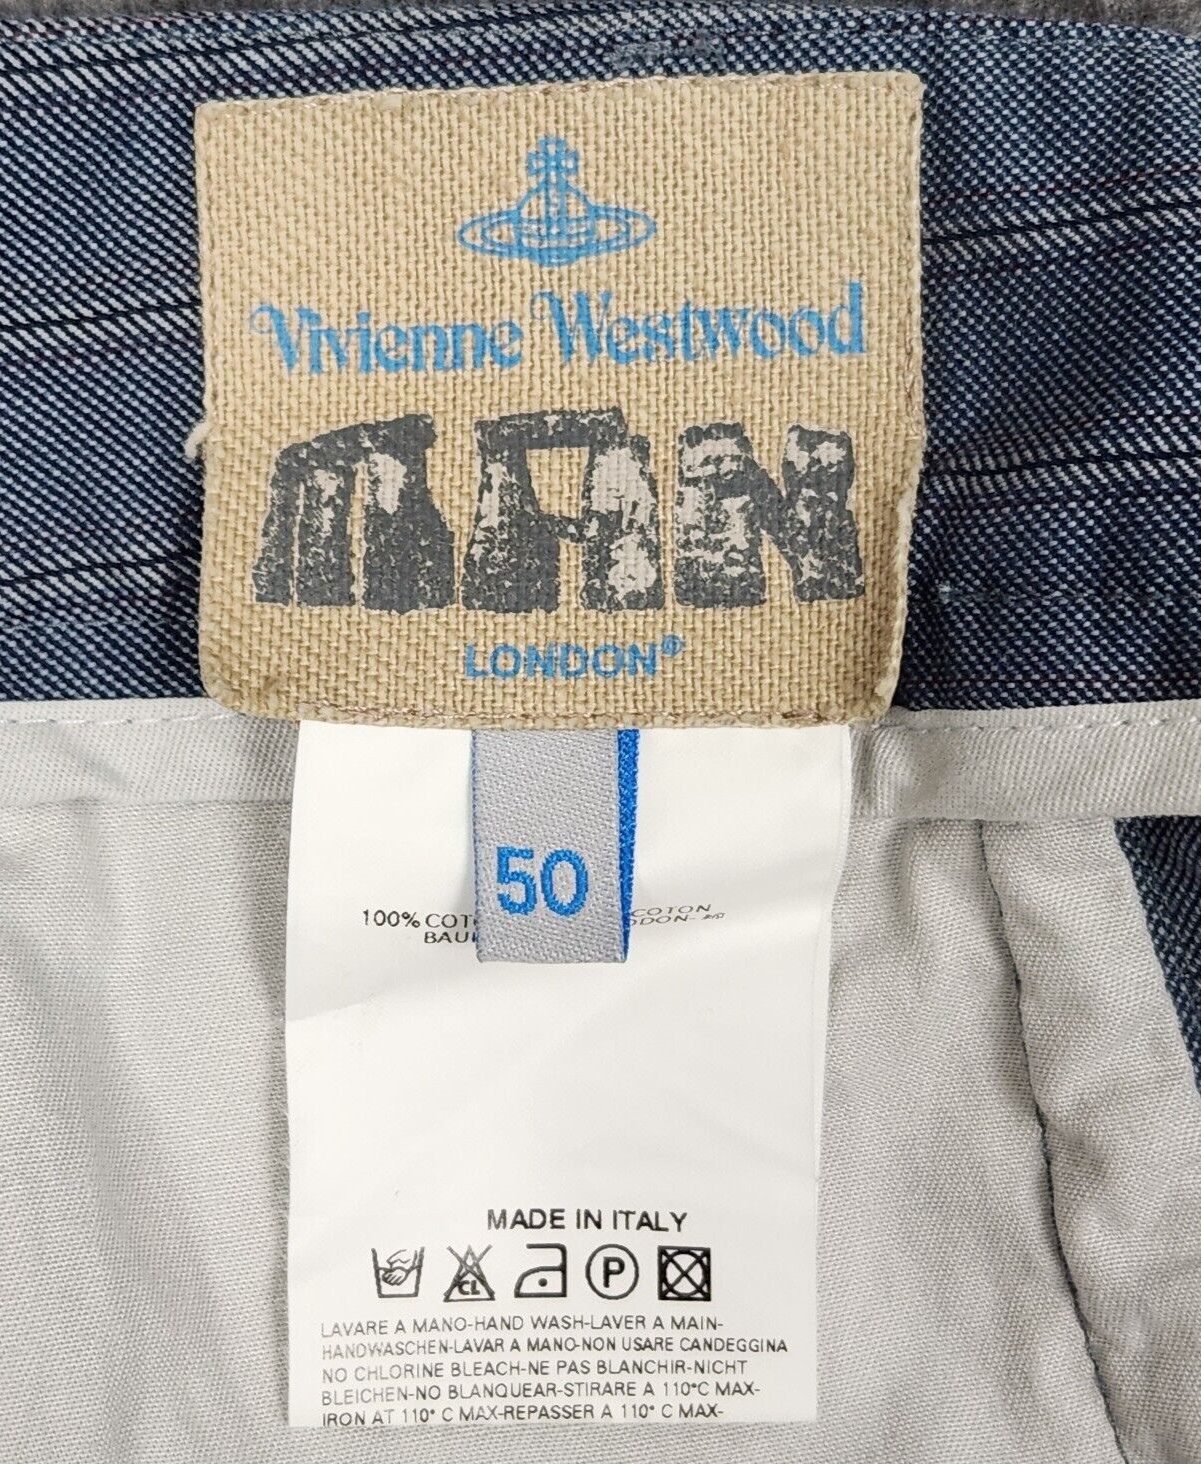 Vivienne Westwood
MAN
LONDON®
50
100% COT
COTON
BAU
MADE IN ITALY
CL
P
LAVARE A MANO-HAND WASH-LAVER A MAIN-
HANDWASCHEN-LAVAR A MANO-NON USARE CANDEGGINA
NO CHLORINE BLEACH-NE PAS BLANCHIR-NICHT
BLEICHEN-NO BLANQUEAR-STIRARE A 110°C MAX-
IRON AT 110° C MAX-REPASSER A 110° C MAX-